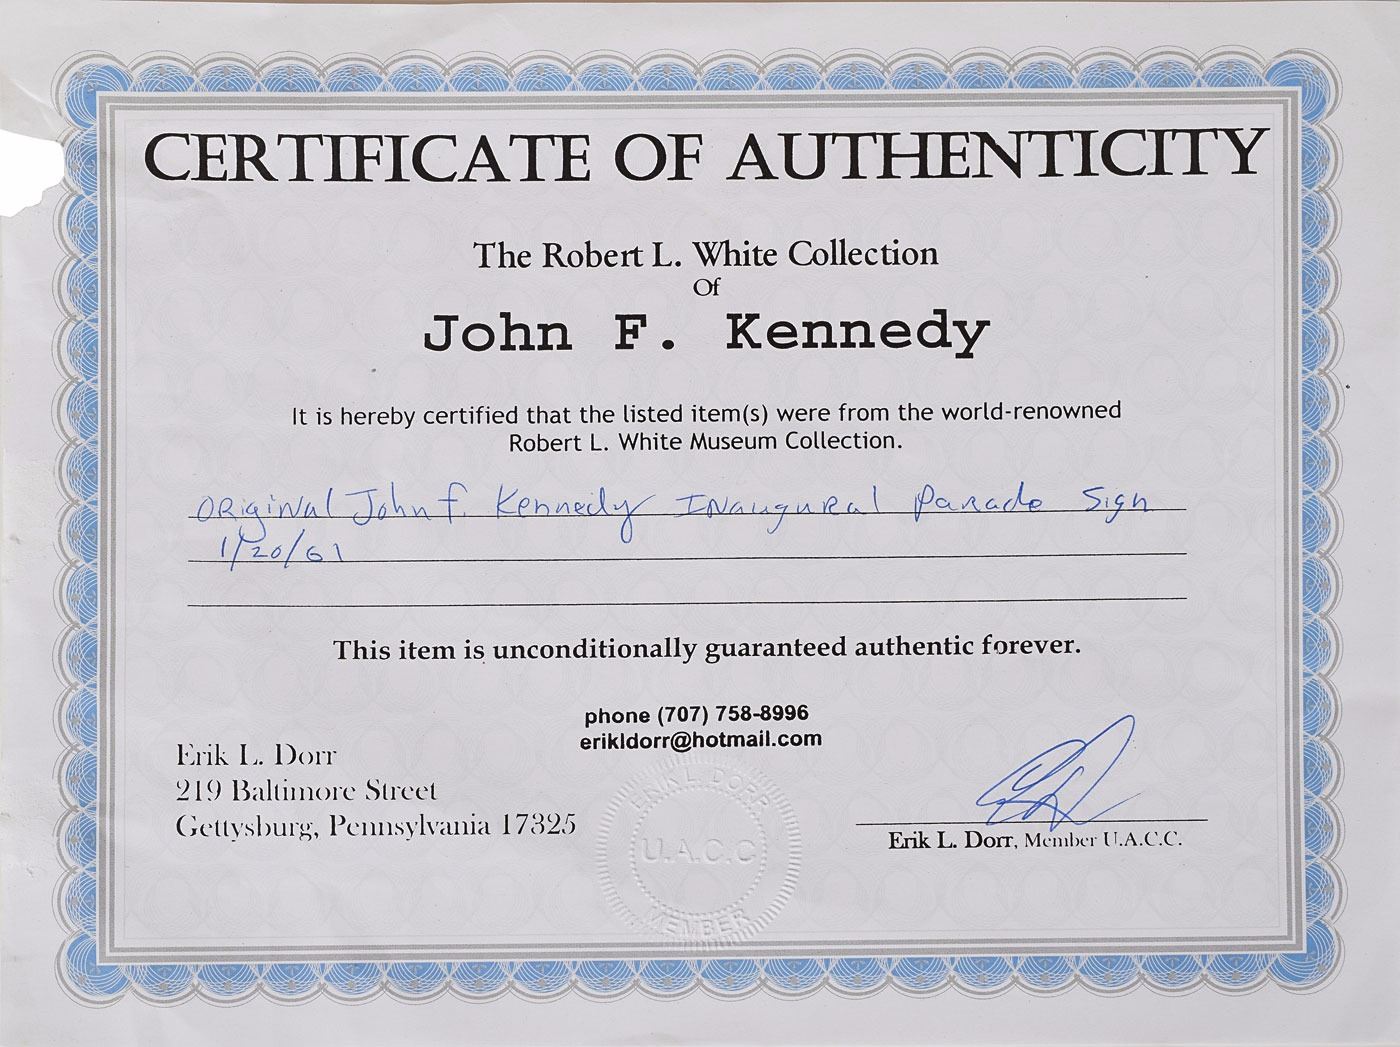 CERTIFICATE OF AUTHENTICITY
The Robert L. White Collection
Of
John F. Kennedy
It is hereby certified that the listed item(s) were from the world-renowned
Robert L. White Museum Collection.
Original John F. Kennedy Inaugural Parade Sign
1/20/61
This item is unconditionally guaranteed authentic forever.
phone (707) 758-8996
erikldorr@hotmail.com
Erik L. Dorr
219 Baltimore Street
Gettysburg, Pennsylvania 17325
ERIK L. DORR
U.A.C.C
MEMBER
Erik L. Dorr, Member U.A.C.C.